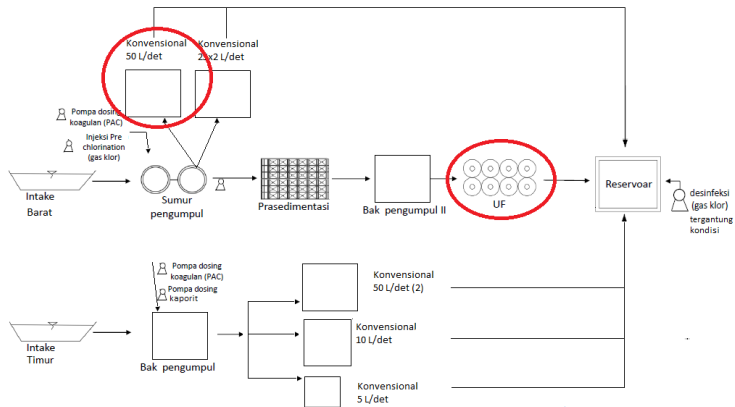 Konvensional
50 L/det
Konvensional
25x2 L/det
Pompa dosing
koagulan (PAC)
Injeksi Pre
chlorination
(gas klor)
Intake
Barat
Sumur
pengumpul
Prasedimentasi
Bak pengumpul II
UF
Reservoar
desinfeksi
(gas klor)
tergantung
kondisi
Pompa dosing
koagulan (PAC)
Pompa dosing
kaporit
Konvensional
50 L/det (2)
Konvensional
10 L/det
Konvensional
5 L/det
Intake
Timur
Bak pengumpul